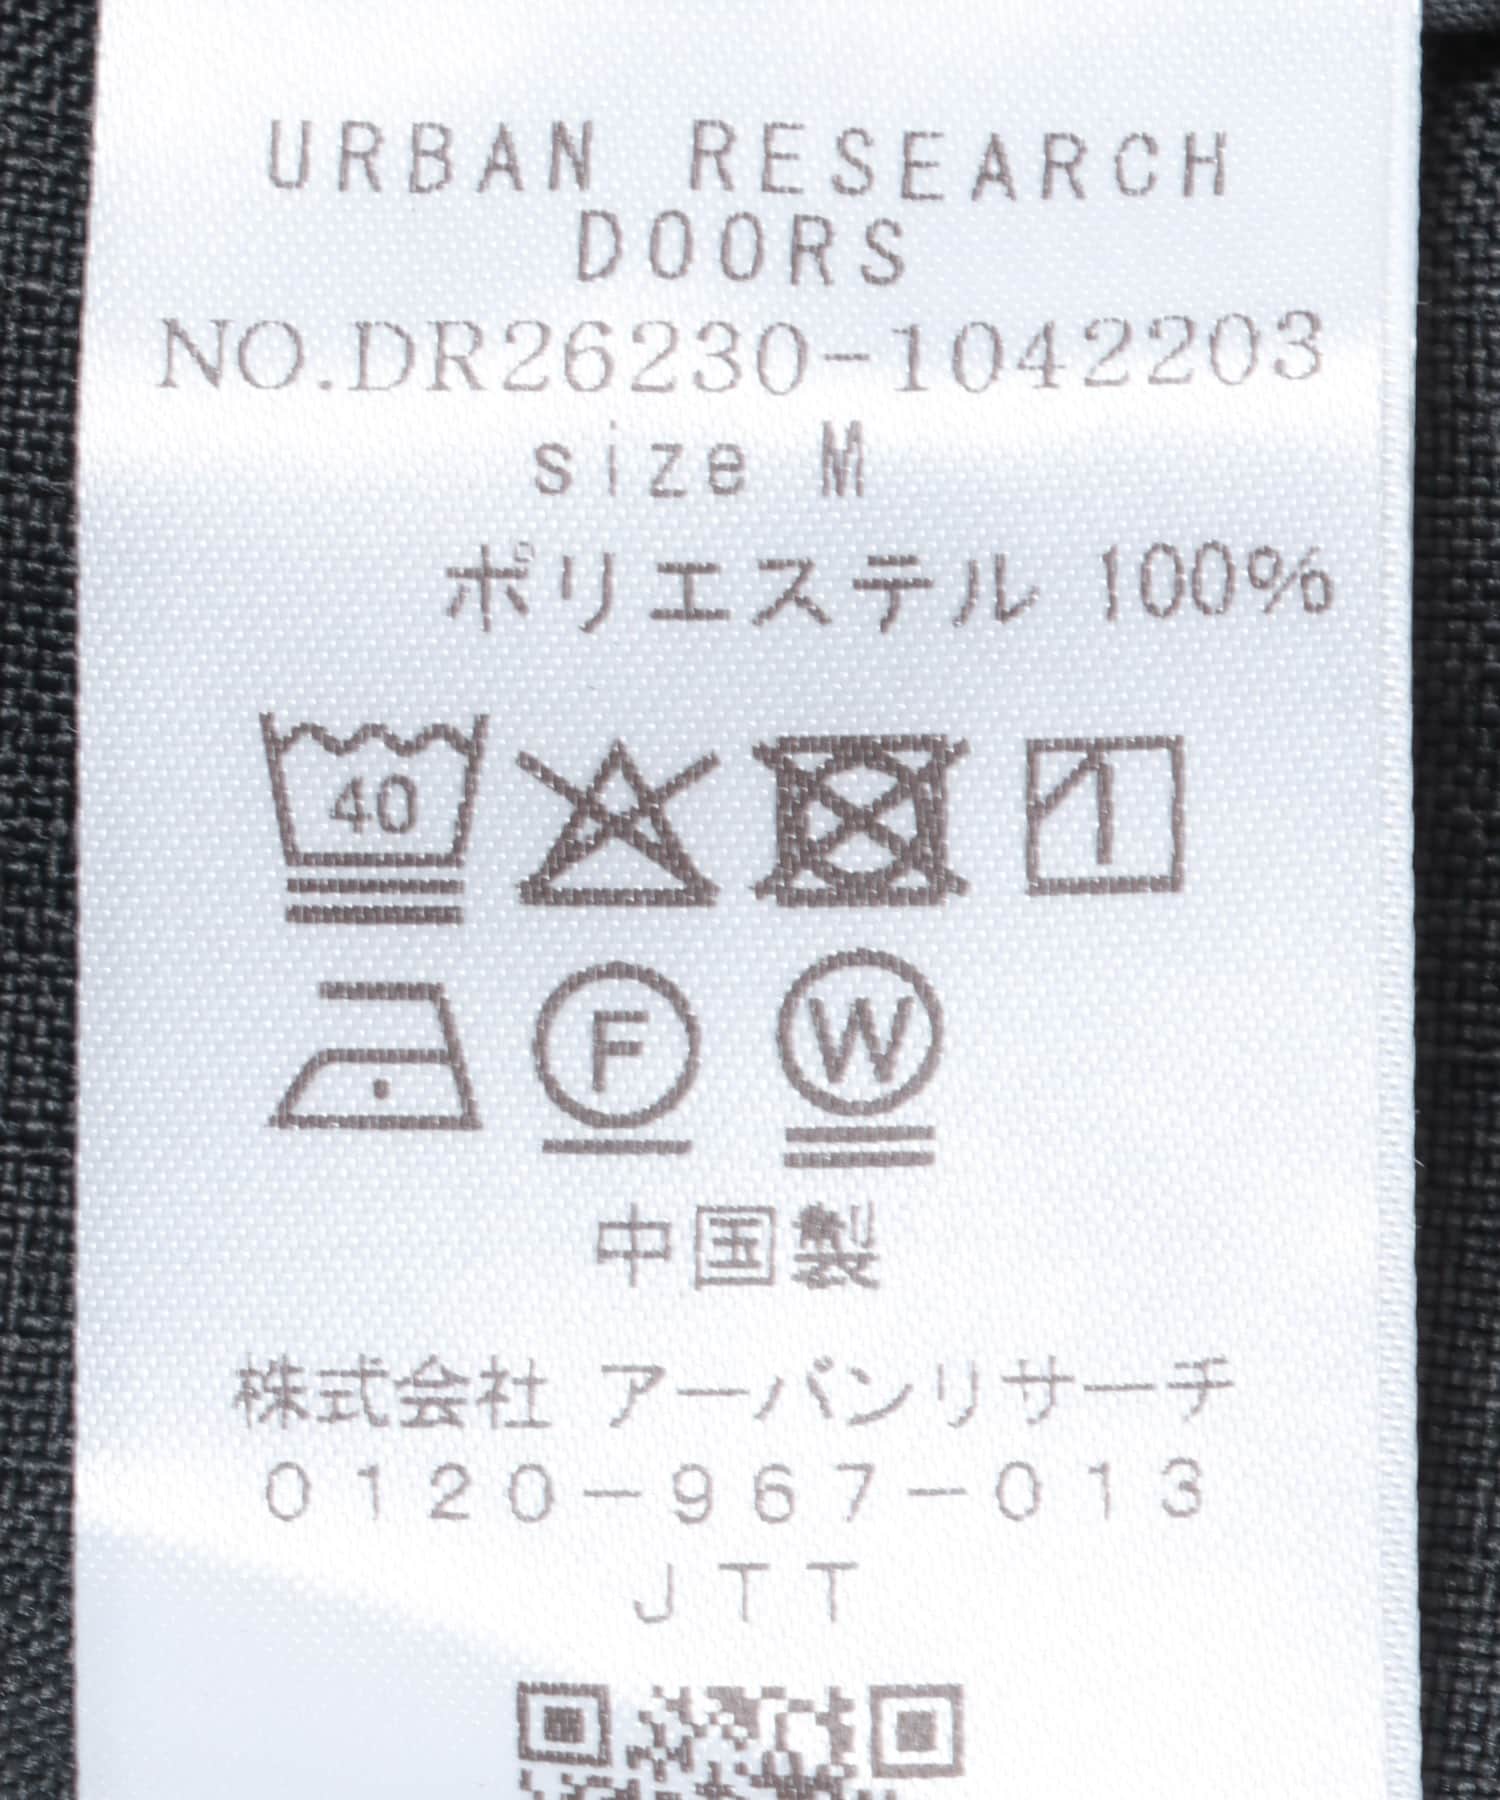 URBAN RESEARCH
DOORS
NO.DR26230-1042203
size M
ポリエステル 100%
40
F W
中国製
株式会社 アーバンリサーチ
0120-967-013
JTT